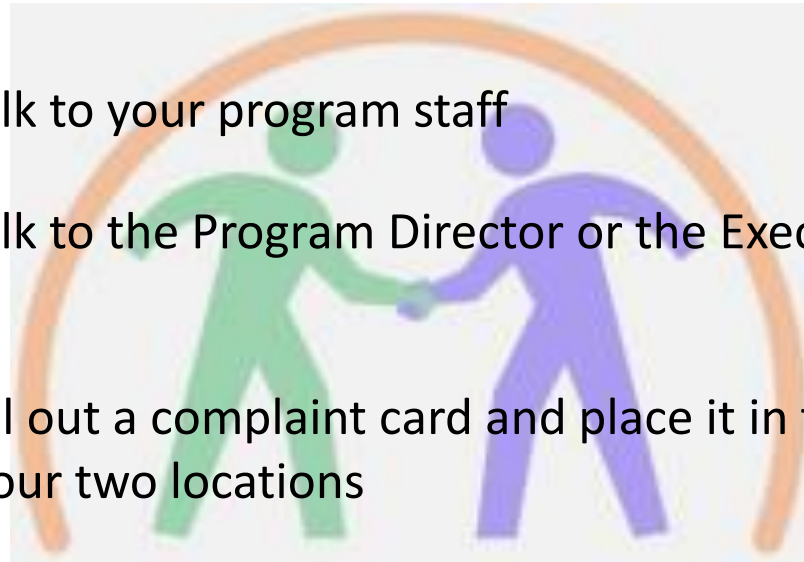 lk to your program staff
lk to the Program Director or the Exec
l out a complaint card and place it in
our two locations